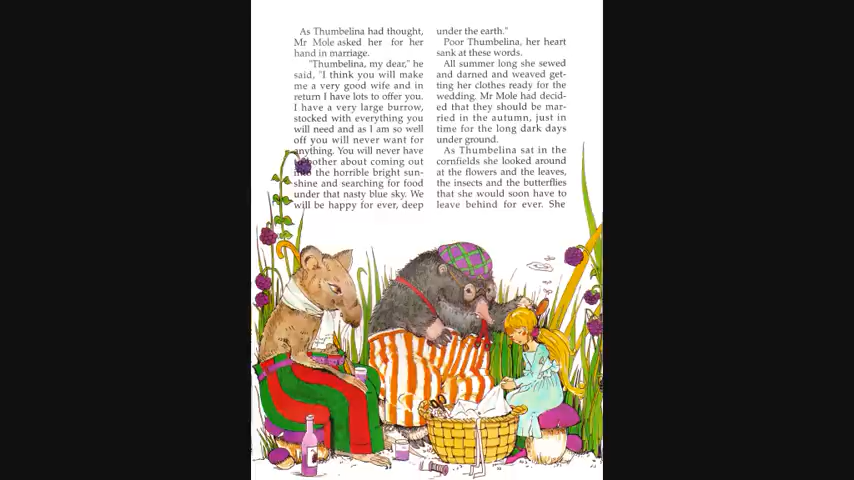 As Thumbelina had thought,
Mr Mole asked her for her
hand in marriage.
"Thumbelina, my dear," he
said, "I think you will make
me a very good wife and in
return I have lots to offer you.
I have a very large burrow,
stocked with everything you
will need and as I am so well
off you will never want for
anything. You will never have
to bother about coming out
into the horrible bright sun-
shine and searching for food
under that nasty blue sky. We
will be happy for ever, deep
under the earth."
Poor Thumbelina, her heart
sank at these words.
All summer long she sewed
and darned and weaved get-
ting her clothes ready for the
wedding. Mr Mole had decid-
ed that they should be mar-
ried in the autumn, just in
time for the long dark days
under ground.
As Thumbelina sat in the
cornfields she looked around
at the flowers and the leaves,
the insects and the butterflies
that she would soon have to
leave behind for ever. She